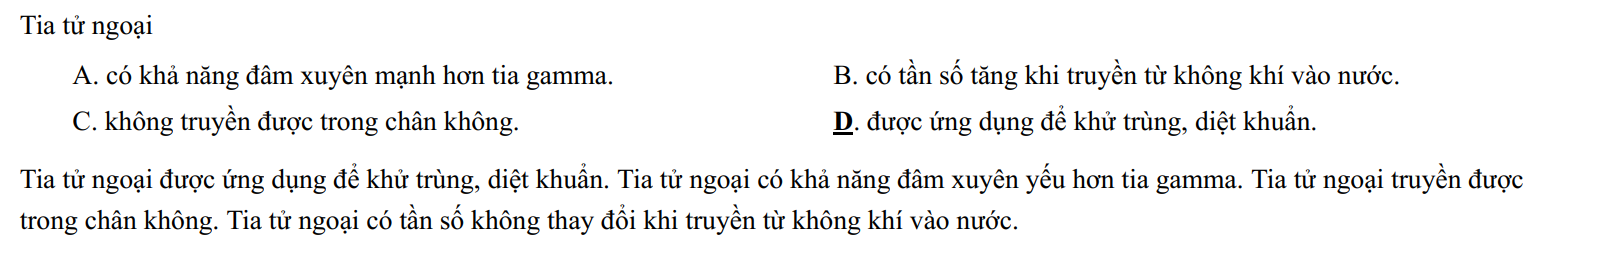 Tia tử ngoại
A. có khả năng đâm xuyên mạnh hơn tia gamma. B. có tần số tăng khi truyền từ không khí vào nước.
C. không truyền được trong chân không. D. được ứng dụng để khử trùng, diệt khuẩn.
Tia tử ngoại được ứng dụng để khử trùng, diệt khuẩn. Tia tử ngoại có khả năng đâm xuyên yếu hơn tia gamma. Tia tử ngoại truyền được
trong chân không. Tia tử ngoại có tần số không thay đổi khi truyền từ không khí vào nước.